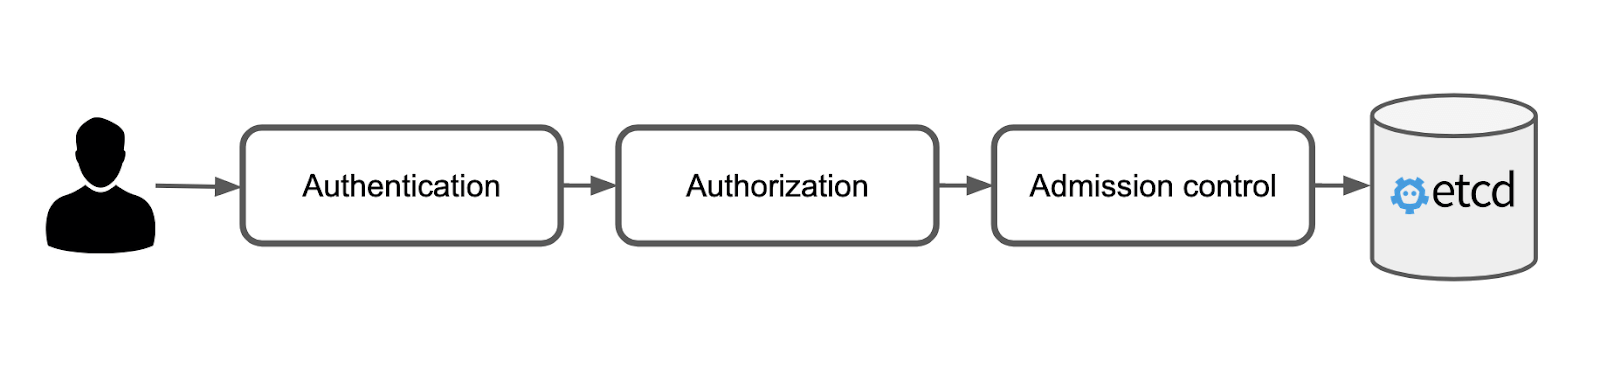 Authentication
Authorization
Admission control
etcd